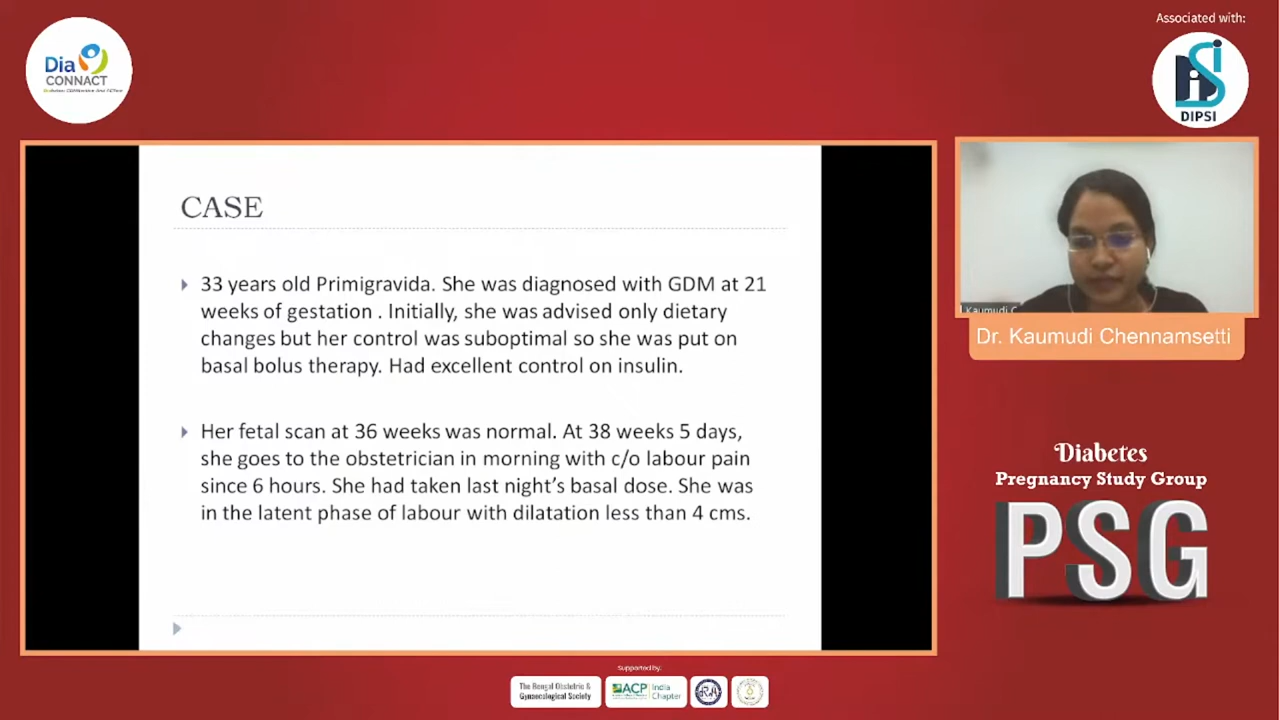 Associated with:
Dia
CONNACT
DIPSI
CASE
33 years old Primigravida. She was diagnosed with GDM at 21
weeks of gestation . Initially, she was advised only dietary
changes but her control was suboptimal so she was put on
basal bolus therapy. Had excellent control on insulin.
Her fetal scan at 36 weeks was normal. At 38 weeks 5 days,
she goes to the obstetrician in morning with c/o labour pain
since 6 hours. She had taken last night's basal dose. She was
in the latent phase of labour with dilatation less than 4 cms.
Dr. Kaumudi Chennamsetti
Diabetes
Pregnancy Study Group
PSG
Supported by:
The Bengal Obstetric &
Gynaecological Society
ACP
India
Chapter